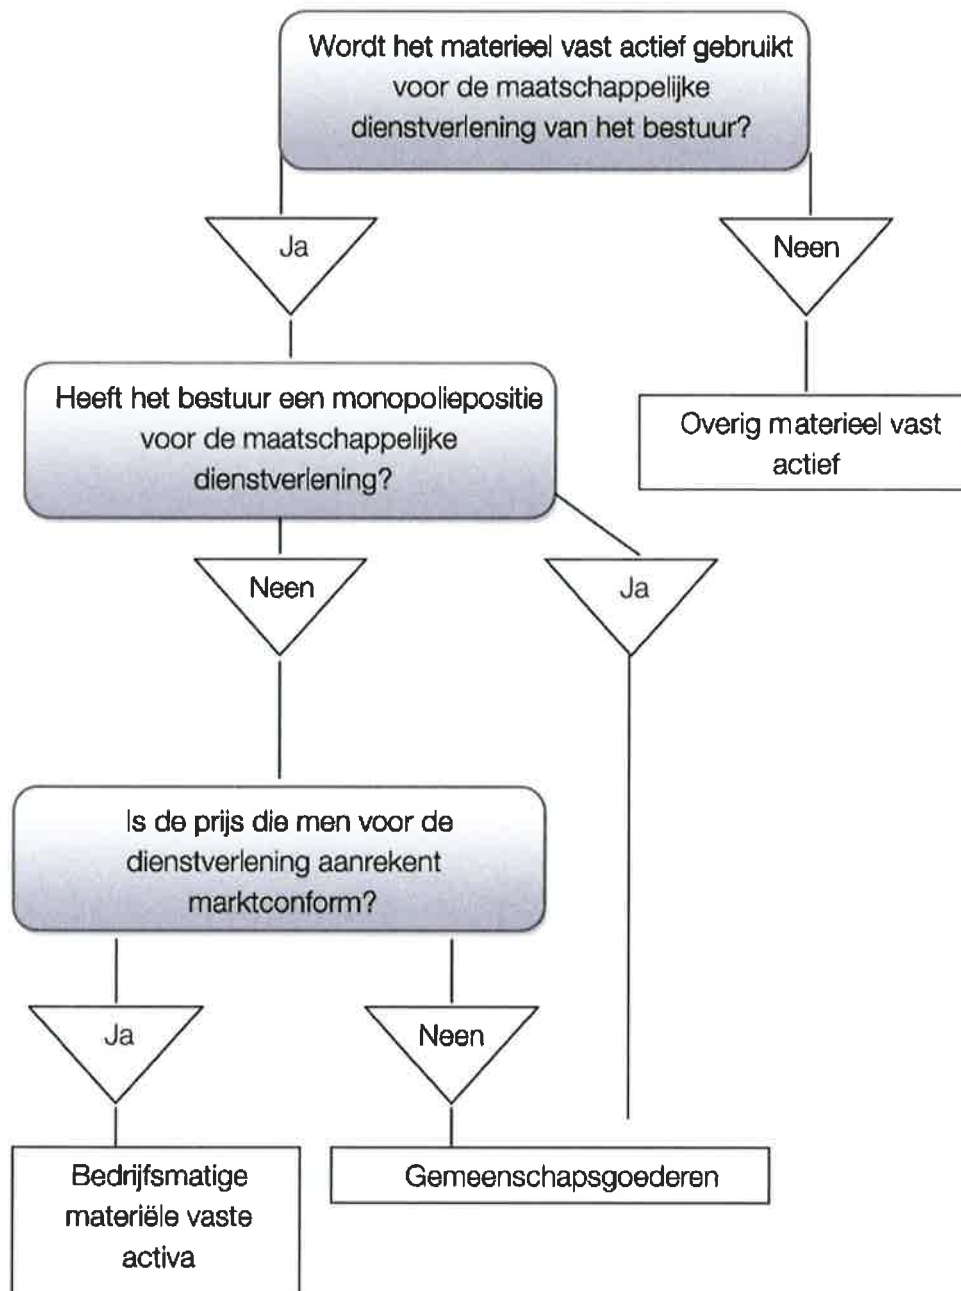 Wordt het materieel vast actief gebruikt
voor de maatschappelijke
dienstverlening van het bestuur?
Ja
Neen
Heeft het bestuur een monopoliepositie
voor de maatschappelijke
dienstverlening?
Overig materieel vast
actief
Neen
Ja
Is de prijs die men voor de
dienstverlening aanrekent
marktconform?
Ja
Neen
Bedrijfsmatige
materiële vaste
activa
Gemeenschapsgoederen